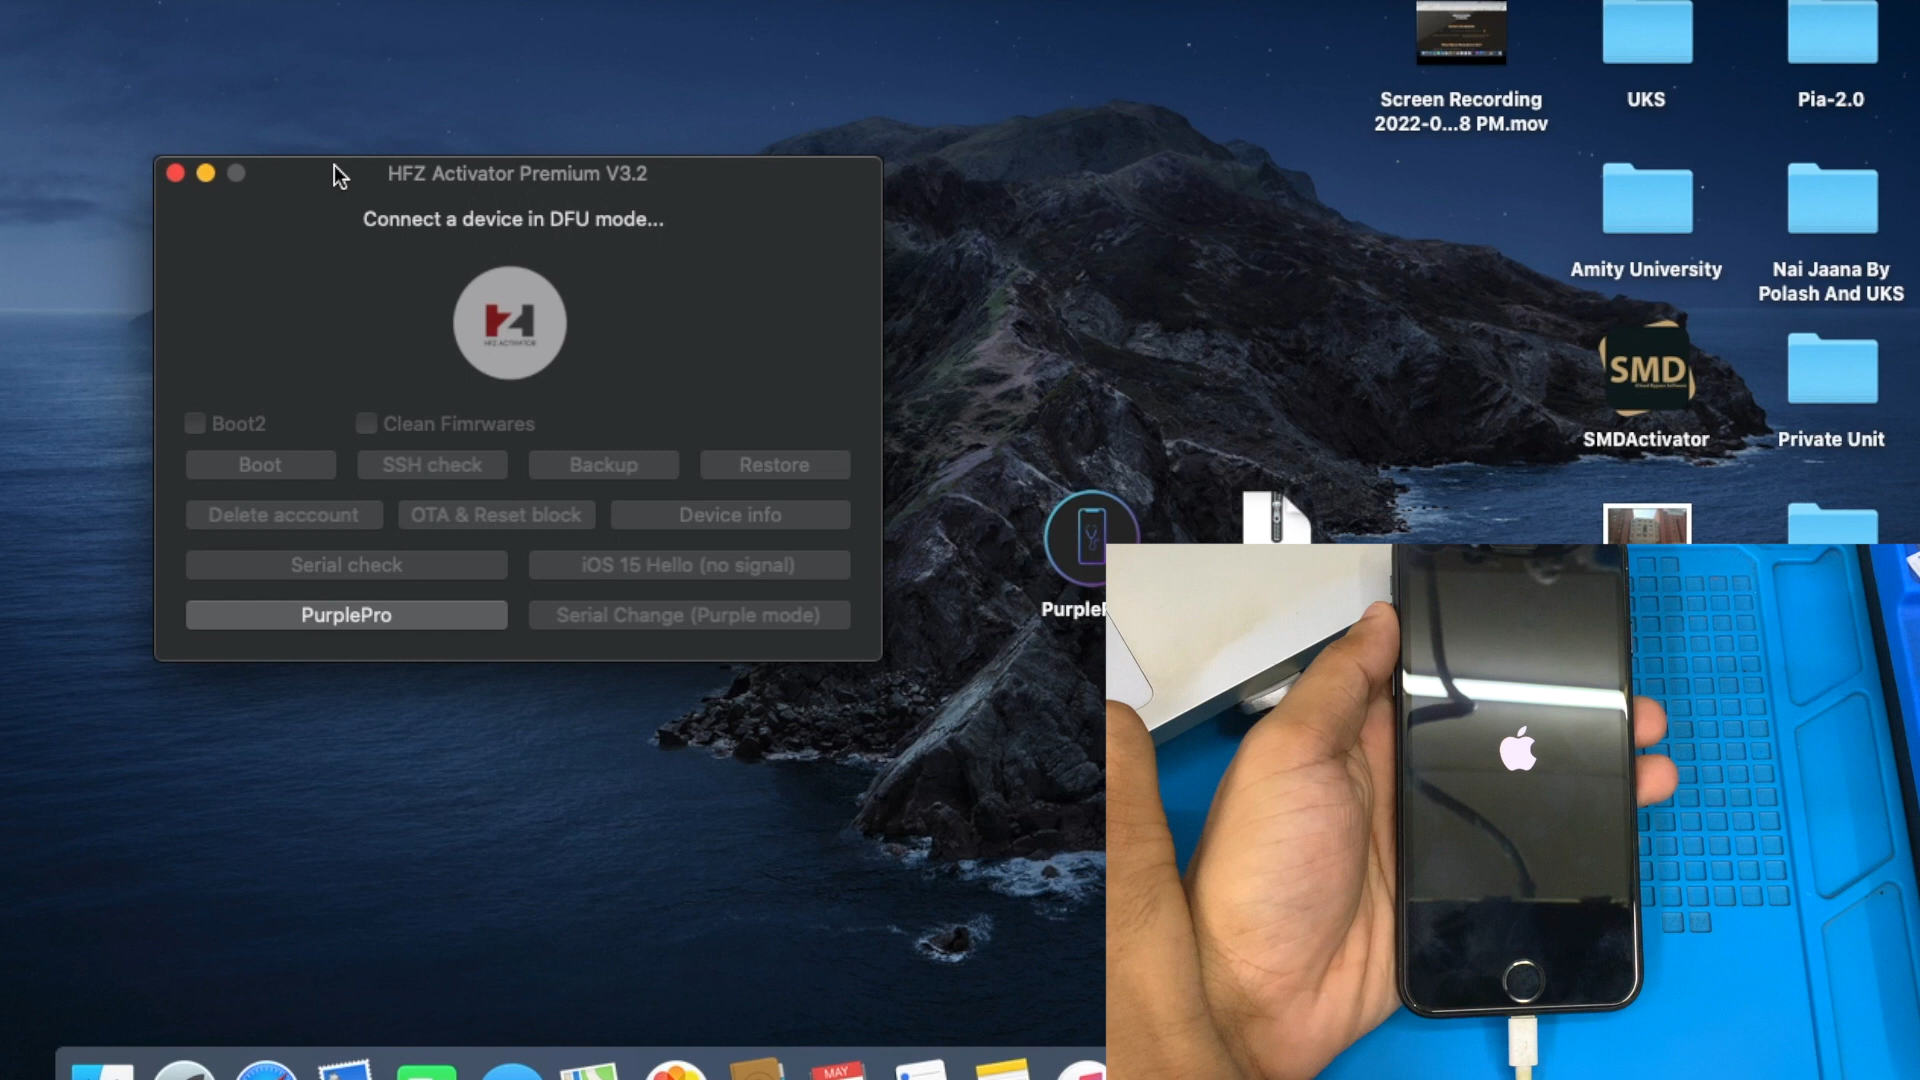 HFZ Activator Premium V3.2
Connect a device in DFU mode...
HFZ ACTIVATOR
Boot2
Clean Fimrwares
Boot
SSH check
Backup
Restore
Delete acccount
OTA & Reset block
Device info
Serial check
iOS 15 Hello (no signal)
PurplePro
Serial Change (Purple mode)
Screen Recording
2022-0...8 PM.mov
UKS
Pia-2.0
Amity University
Nai Jaana By
Polash And UKS
SMD
SMDActivator
Private Unit
MAY